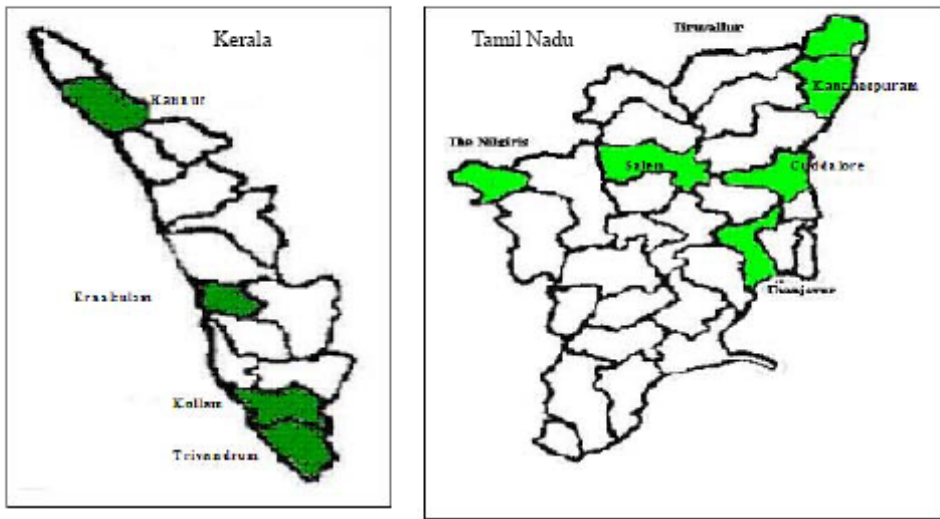 Kerala
Kannur
Ernakulam
Kollam
Trivandrum
Tamil Nadu
Tiruvallur
Kancheepuram
The Nilgiris
Salem
Cuddalore
Thanjavur